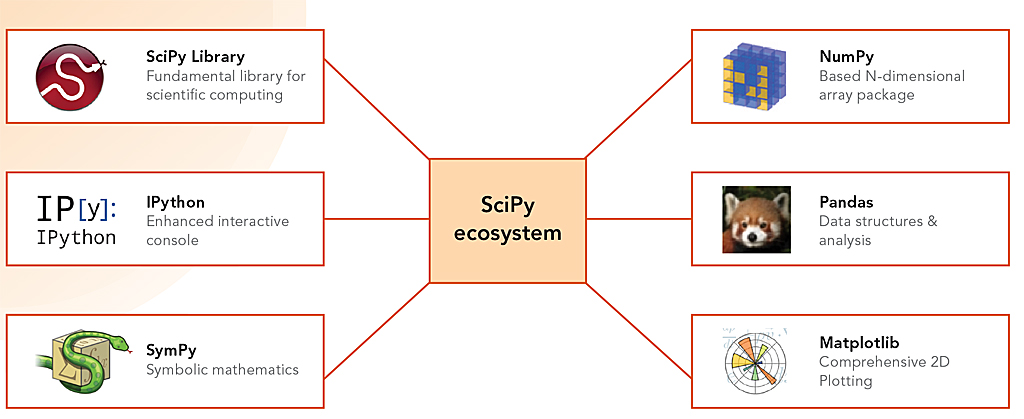 SciPy Library
Fundamental library for
scientific computing
IP[y]:
IPython
IPython
Enhanced interactive
console
SymPy
Symbolic mathematics
SciPy
ecosystem
NumPy
Based N-dimensional
array package
Pandas
Data structures &
analysis
Matplotlib
Comprehensive 2D
Plotting